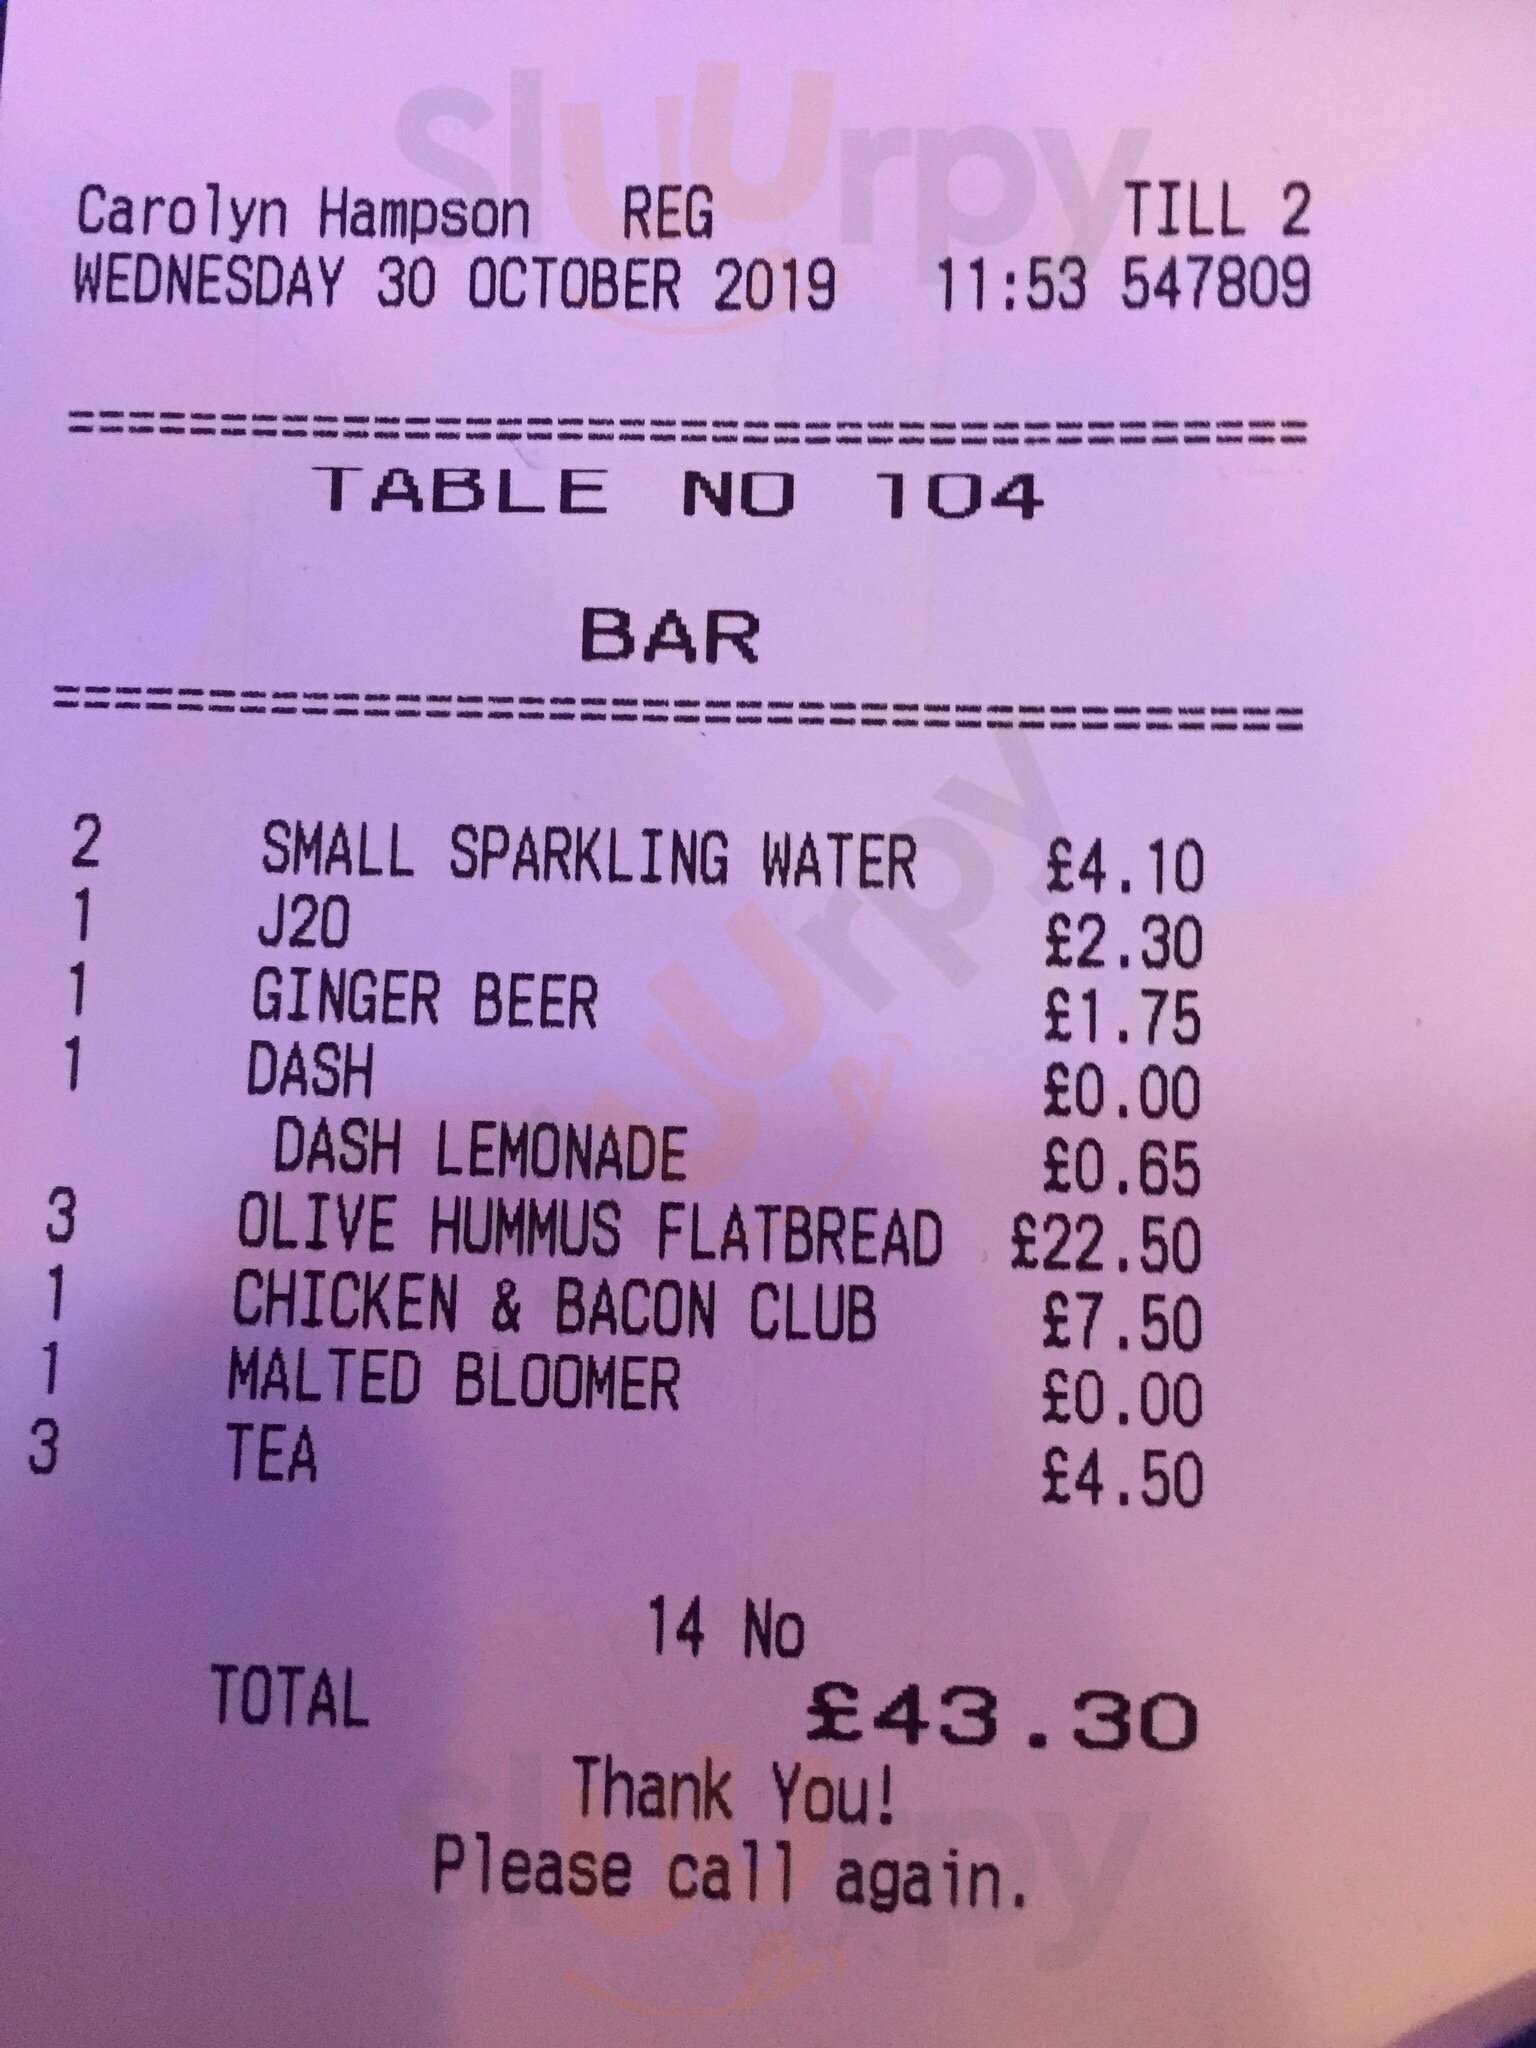 Sluurpy
Carolyn Hampson REG TILL 2
WEDNESDAY 30 OCTOBER 2019 11:53 547809
=========================================
TABLE NO 104
BAR
=========================================
2 SMALL SPARKLING WATER £4.10
1 J2O £2.30
1 GINGER BEER £1.75
1 DASH £0.00
DASH LEMONADE £0.65
3 OLIVE HUMMUS FLATBREAD £22.50
1 CHICKEN & BACON CLUB £7.50
1 MALTED BLOOMER £0.00
3 TEA £4.50
Sluurpy
14 No
TOTAL £43.30
Thank You!
Please call again.
Sluurpy